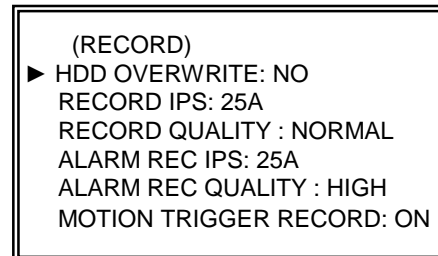 (RECORD)
► HDD OVERWRITE: NO
RECORD IPS: 25A
RECORD QUALITY : NORMAL
ALARM REC IPS: 25A
ALARM REC QUALITY : HIGH
MOTION TRIGGER RECORD: ON